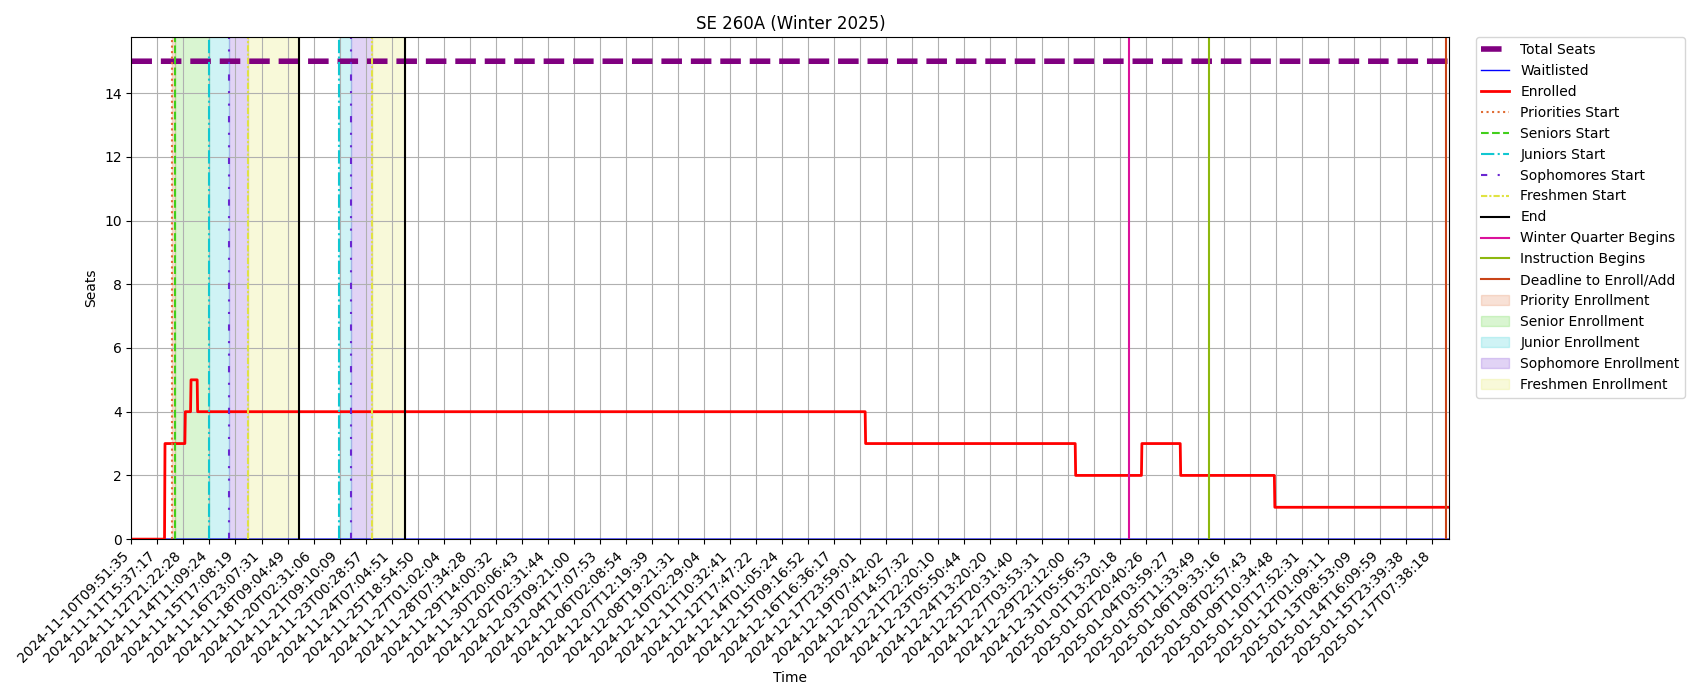 SE 260A (Winter 2025)
Seats
14
12
10
8
6
4
2
0
2024-11-10T09:51:35
2024-11-11T15:37:17
2024-11-12T21:22:28
2024-11-14T11:09:24
2024-11-15T17:08:19
2024-11-16T23:07:31
2024-11-18T09:04:49
2024-11-20T02:31:06
2024-11-21T09:10:09
2024-11-23T00:28:57
2024-11-24T07:04:51
2024-11-25T18:54:50
2024-11-27T01:02:04
2024-11-28T07:34:28
2024-11-29T14:00:32
2024-11-30T20:06:43
2024-12-02T02:31:44
2024-12-03T09:21:00
2024-12-04T17:07:53
2024-12-06T02:08:54
2024-12-07T12:19:39
2024-12-08T19:21:31
2024-12-10T02:29:04
2024-12-11T10:32:41
2024-12-12T17:47:22
2024-12-14T01:05:24
2024-12-15T09:16:52
2024-12-16T16:36:17
2024-12-17T23:59:01
2024-12-19T07:42:02
2024-12-20T14:57:32
2024-12-21T22:20:10
2024-12-23T05:50:44
2024-12-24T13:20:20
2024-12-25T20:31:40
2024-12-27T03:53:31
2024-12-29T22:12:00
2024-12-31T05:56:53
2025-01-01T13:20:18
2025-01-02T20:40:26
2025-01-04T03:59:27
2025-01-05T11:33:49
2025-01-06T19:33:16
2025-01-08T02:57:43
2025-01-09T10:34:48
2025-01-10T17:52:31
2025-01-12T01:09:11
2025-01-13T08:53:09
2025-01-14T16:09:59
2025-01-15T23:39:38
2025-01-17T07:38:18
Time
Total Seats
Waitlisted
Enrolled
Priorities Start
Seniors Start
Juniors Start
Sophomores Start
Freshmen Start
End
Winter Quarter Begins
Instruction Begins
Deadline to Enroll/Add
Priority Enrollment
Senior Enrollment
Junior Enrollment
Sophomore Enrollment
Freshmen Enrollment